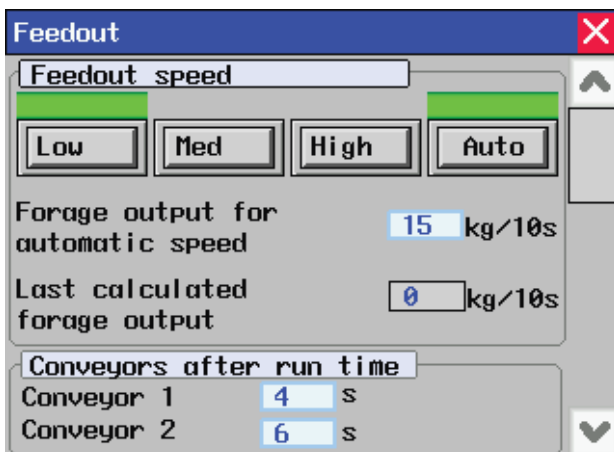 Feedout
Feedout speed
Low Med High Auto
Forage output for
automatic speed
15 kg/10s
Last calculated
forage output
0 kg/10s
Conveyors after run time
Conveyor 1 4 s
Conveyor 2 6 s